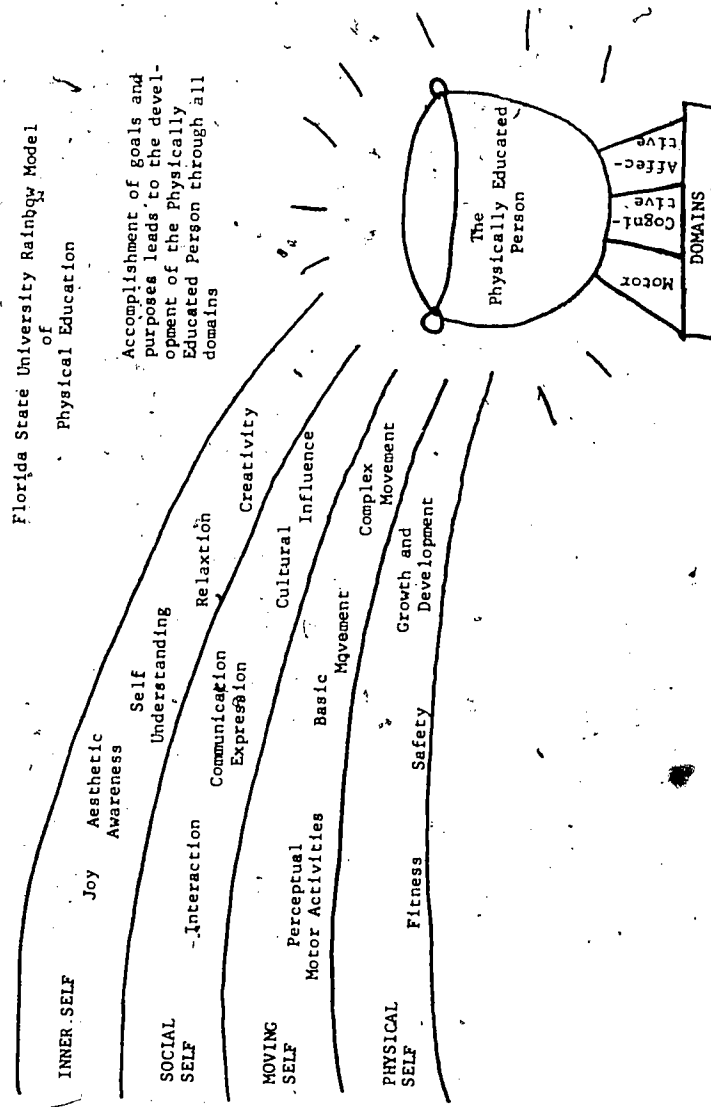 Florida State University Rainbow Model
of
Physical Education
Accomplishment of goals and
purposes leads to the devel-
opment of the Physically
Educated Person through all
domains
INNER SELF
Joy
Aesthetic
Awareness
Self
Understanding
Relaxtion
Creativity
SOCIAL
SELF
Interaction
Communication
Expression
Cultural
Influence
MOVING
SELF
Perceptual
Motor Activities
Basic
Movement
Complex
Movement
PHYSICAL
SELF
Fitness
Safety
Growth and
Development
The
Physically Educated
Person
Motor
Cogni-
tive
Affec-
tive
DOMAINS